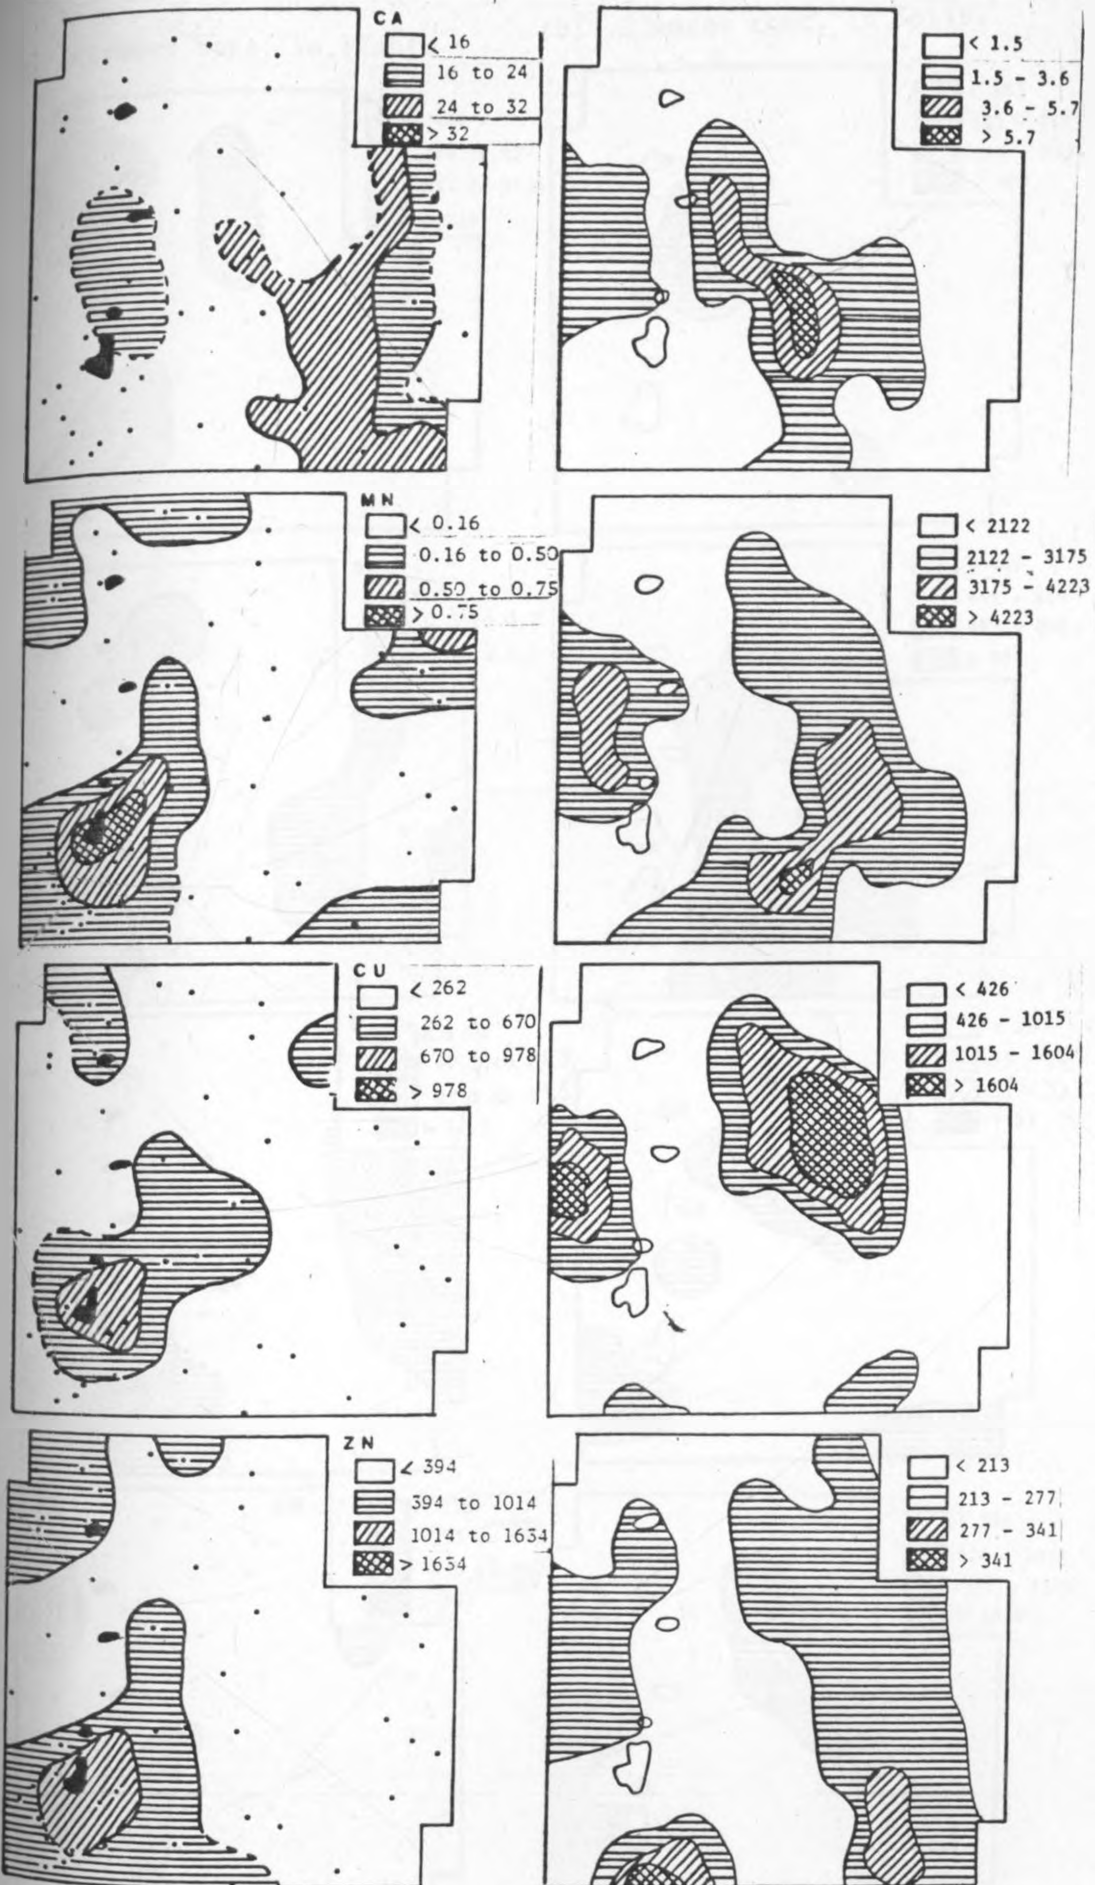 CA
< 16
16 to 24
24 to 32
> 32
< 1.5
1.5 - 3.6
3.6 - 5.7
> 5.7
MN
< 0.16
0.16 to 0.50
0.50 to 0.75
> 0.75
< 2122
2122 - 3175
3175 - 4223
> 4223
CU
< 262
262 to 670
670 to 978
> 978
< 426
426 - 1015
1015 - 1604
> 1604
ZN
< 394
394 to 1014
1014 to 1634
> 1634
< 213
213 - 277
277 - 341
> 341